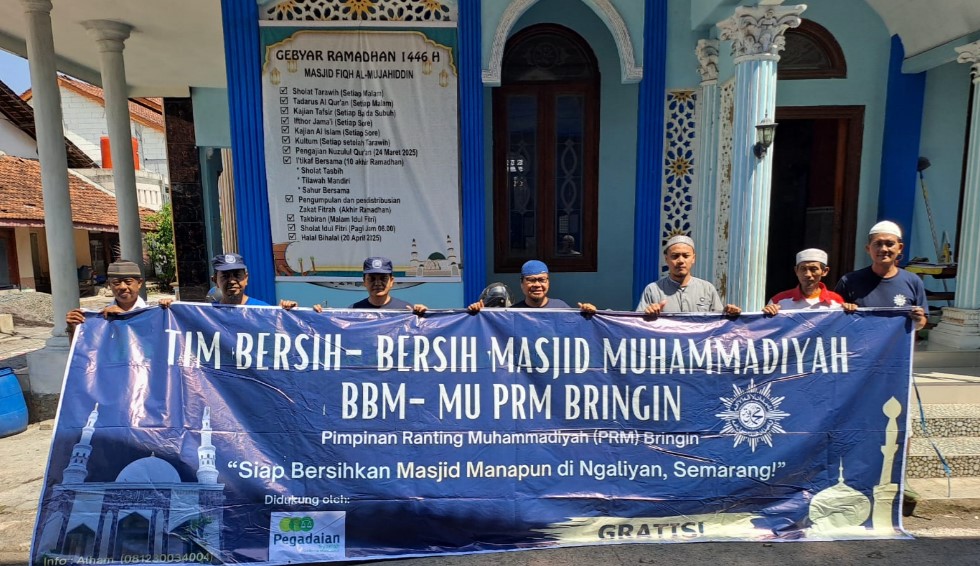 GEBYAR RAMADHAN 1446 H
MASJID FIQH AL-MUJAHIDDIN
Sholat Tarawih (Setiap Malam)
Tadarus Al Qur'an (Setiap Malam)
Kajian Tafsir (Setiap Ba'da Subuh)
Ifthor Jama'i (Setiap Sore)
Kajian Al Islam (Setiap Sore)
Kultum (Setiap setelah Tarawih)
Pengajian Nuzulul Qur'an (24 Maret 2025)
I'tikaf Bersama (10 akhir Ramadhan)
* Sholat Tasbih
* Tilawah Mandiri
* Sahur Bersama
Pengumpulan dan pendistribusian
Zakat Fitrah (Akhir Ramadhan)
Takbiran (Malam Idul Fitri)
Sholat Idul Fitri (Pagi Jam 06.00)
Halal Bihalal (20 April 2025)
TIM BERSIH- BERSIH MASJID MUHAMMADIYAH
BBM- MU PRM BRINGIN
Pimpinan Ranting Muhammadiyah (PRM) Bringin
“Siap Bersihkan Masjid Manapun di Ngaliyan, Semarang!”
Didukung oleh:
Pegadaian
GRATIS!
Info : Atham (081230034004)